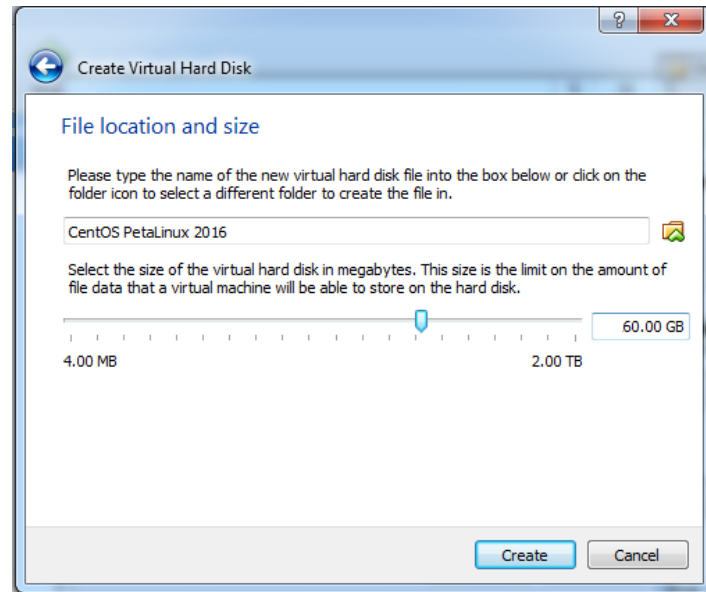 Create Virtual Hard Disk
File location and size
Please type the name of the new virtual hard disk file into the box below or click on the
folder icon to select a different folder to create the file in.
CentOS PetaLinux 2016
Select the size of the virtual hard disk in megabytes. This size is the limit on the amount of
file data that a virtual machine will be able to store on the hard disk.
60.00 GB
4.00 MB 2.00 TB
Create Cancel